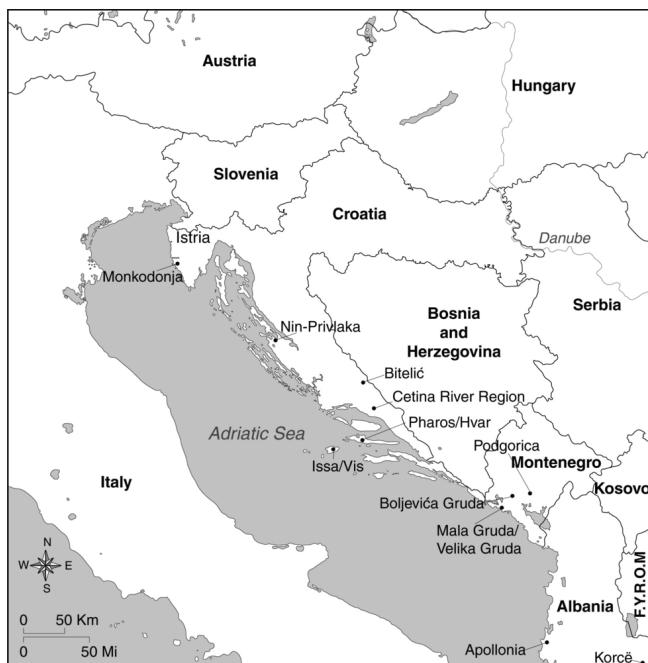 Austria
Hungary
Slovenia
Croatia
Istria
Danube
Monkodonja
Serbia
Nin-Privlaka
Bosnia
and
Herzegovina
Bitelić
Cetina River Region
Adriatic Sea
Pharos/Hvar
Podgorica
Issa/Vis
Montenegro
Italy
Kosovo
Boljevića Gruda
Mala Gruda/
Velika Gruda
N
W E
S
F.Y.R.O.M
Albania
0 50 Km
0 50 Mi
Apollonia
Korcë